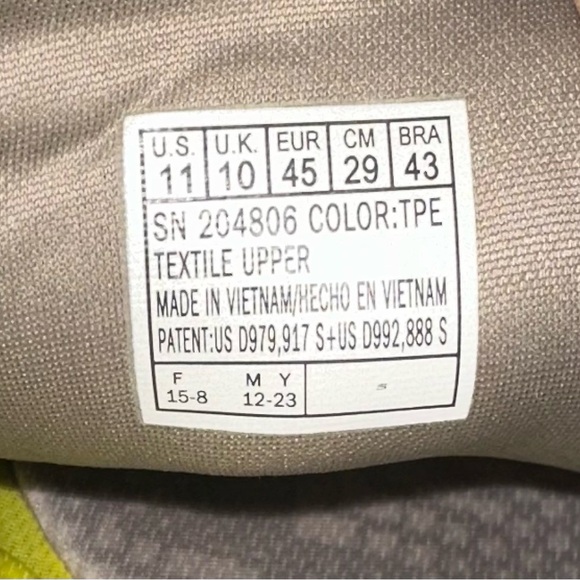 U.S. U.K. EUR CM BRA
11 10 45 29 43
SN 204806 COLOR:TPE
TEXTILE UPPER
MADE IN VIETNAM/HECHO EN VIETNAM
PATENT:US D979,917 S+US D992,888 S
F M Y
15-8 12-23